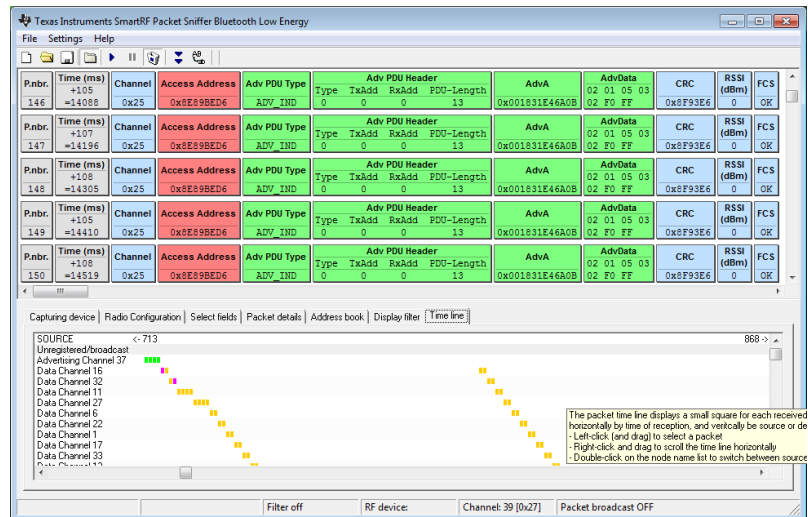 Texas Instruments SmartRF Packet Sniffer Bluetooth Low Energy
File Settings Help
P.nbr. Time (ms) Channel Access Address Adv PDU Type Adv PDU Header AdvA AdvData CRC RSSI (dBm) FCS
+105 Type TxAdd RxAdd PDU-Length 02 01 05 03
146 =14088 0x25 0x8E89BED6 ADV_IND 0 0 0 13 0x001831E46A0B 02 F0 FF 0x8F93E6 0 OK
P.nbr. Time (ms) Channel Access Address Adv PDU Type Adv PDU Header AdvA AdvData CRC RSSI (dBm) FCS
+107 Type TxAdd RxAdd PDU-Length 02 01 05 03
147 =14196 0x25 0x8E89BED6 ADV_IND 0 0 0 13 0x001831E46A0B 02 F0 FF 0x8F93E6 0 OK
P.nbr. Time (ms) Channel Access Address Adv PDU Type Adv PDU Header AdvA AdvData CRC RSSI (dBm) FCS
+108 Type TxAdd RxAdd PDU-Length 02 01 05 03
148 =14305 0x25 0x8E89BED6 ADV_IND 0 0 0 13 0x001831E46A0B 02 F0 FF 0x8F93E6 0 OK
P.nbr. Time (ms) Channel Access Address Adv PDU Type Adv PDU Header AdvA AdvData CRC RSSI (dBm) FCS
+105 Type TxAdd RxAdd PDU-Length 02 01 05 03
149 =14410 0x25 0x8E89BED6 ADV_IND 0 0 0 13 0x001831E46A0B 02 F0 FF 0x8F93E6 0 OK
P.nbr. Time (ms) Channel Access Address Adv PDU Type Adv PDU Header AdvA AdvData CRC RSSI (dBm) FCS
+108 Type TxAdd RxAdd PDU-Length 02 01 05 03
150 =14519 0x25 0x8E89BED6 ADV_IND 0 0 0 13 0x001831E46A0B 02 F0 FF 0x8F93E6 0 OK
Capturing device Radio Configuration Select fields Packet details Address book Display filter Time line
SOURCE <- 713 868 ->
Unregistered/broadcast
Advertising Channel 37
Data Channel 16
Data Channel 32
Data Channel 11
Data Channel 27
Data Channel 6
Data Channel 22
Data Channel 1
Data Channel 17
Data Channel 33
Data Channel 12
The packet time line displays a small square for each received
horizontally by time of reception, and veritcally be source or de
- Left-click (and drag) to select a packet
- Right-click and drag to scroll the time line horizontally
- Double-click on the node name list to switch between source
Filter off RF device: Channel: 39 [0x27] Packet broadcast OFF